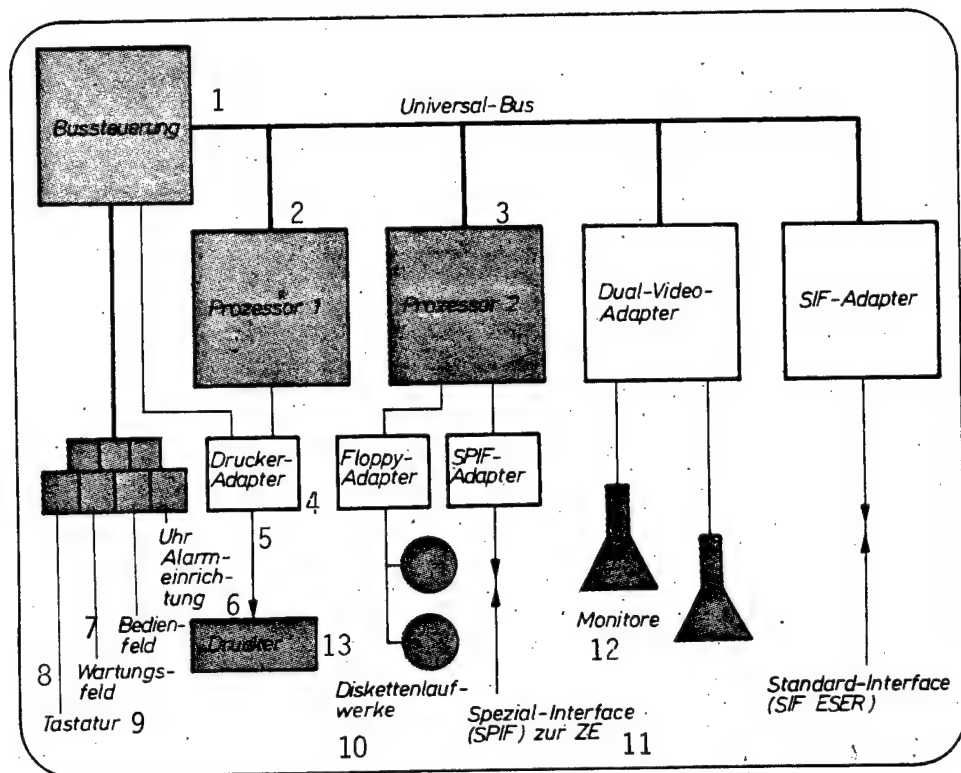 1
Universal-Bus
Bussteuerung
2
3
Prozessor 1
Prozessor 2
Dual-Video-
Adapter
SIF-Adapter
Drucker-
Adapter
4
Floppy-
Adapter
SPIF-
Adapter
5
Uhr
Alarm-
einrich-
tung
6
7
Bedien-
feld
Drucker
13
8
Wartungs-
feld
Tastatur 9
Diskettenlauf-
werke
10
Spezial-Interface
(SPIF) zur ZE
11
Monitore
12
Standard-Interface
(SIF ESER)